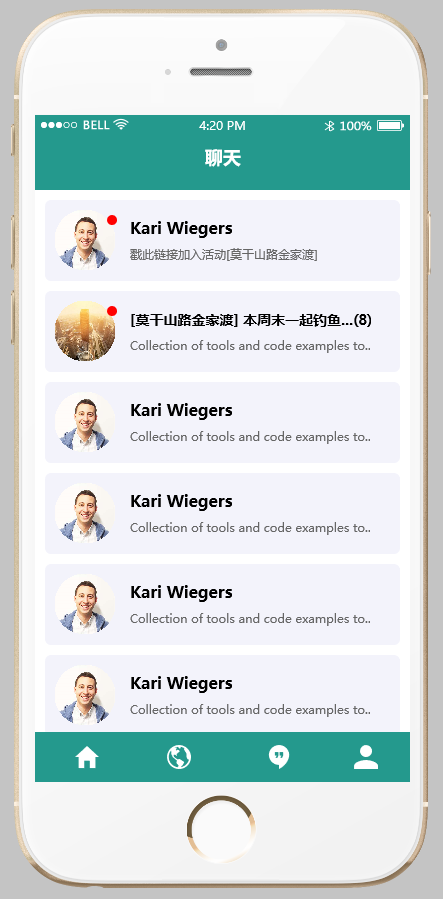 BELL 4:20 PM 100%
聊天
Kari Wiegers
戳此链接加入活动[莫干山路金家渡]
[莫干山路金家渡] 本周末一起钓鱼...(8)
Collection of tools and code examples to..
Kari Wiegers
Collection of tools and code examples to..
Kari Wiegers
Collection of tools and code examples to..
Kari Wiegers
Collection of tools and code examples to..
Kari Wiegers
Collection of tools and code examples to..